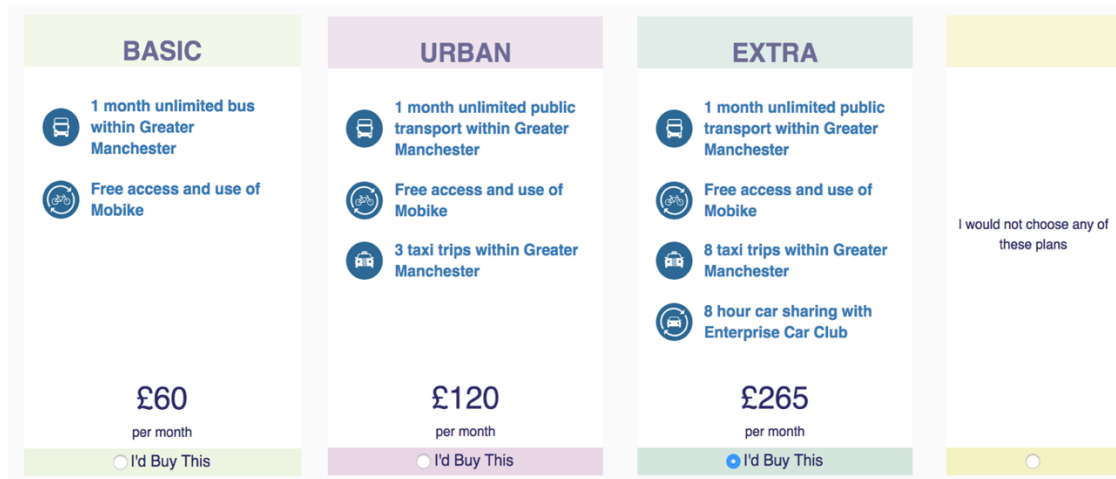 BASIC
1 month unlimited bus
within Greater
Manchester
Free access and use of
Mobike
£60
per month
I'd Buy This
URBAN
1 month unlimited public
transport within Greater
Manchester
Free access and use of
Mobike
3 taxi trips within Greater
Manchester
£120
per month
I'd Buy This
EXTRA
1 month unlimited public
transport within Greater
Manchester
Free access and use of
Mobike
8 taxi trips within Greater
Manchester
8 hour car sharing with
Enterprise Car Club
£265
per month
I'd Buy This
I would not choose any of
these plans